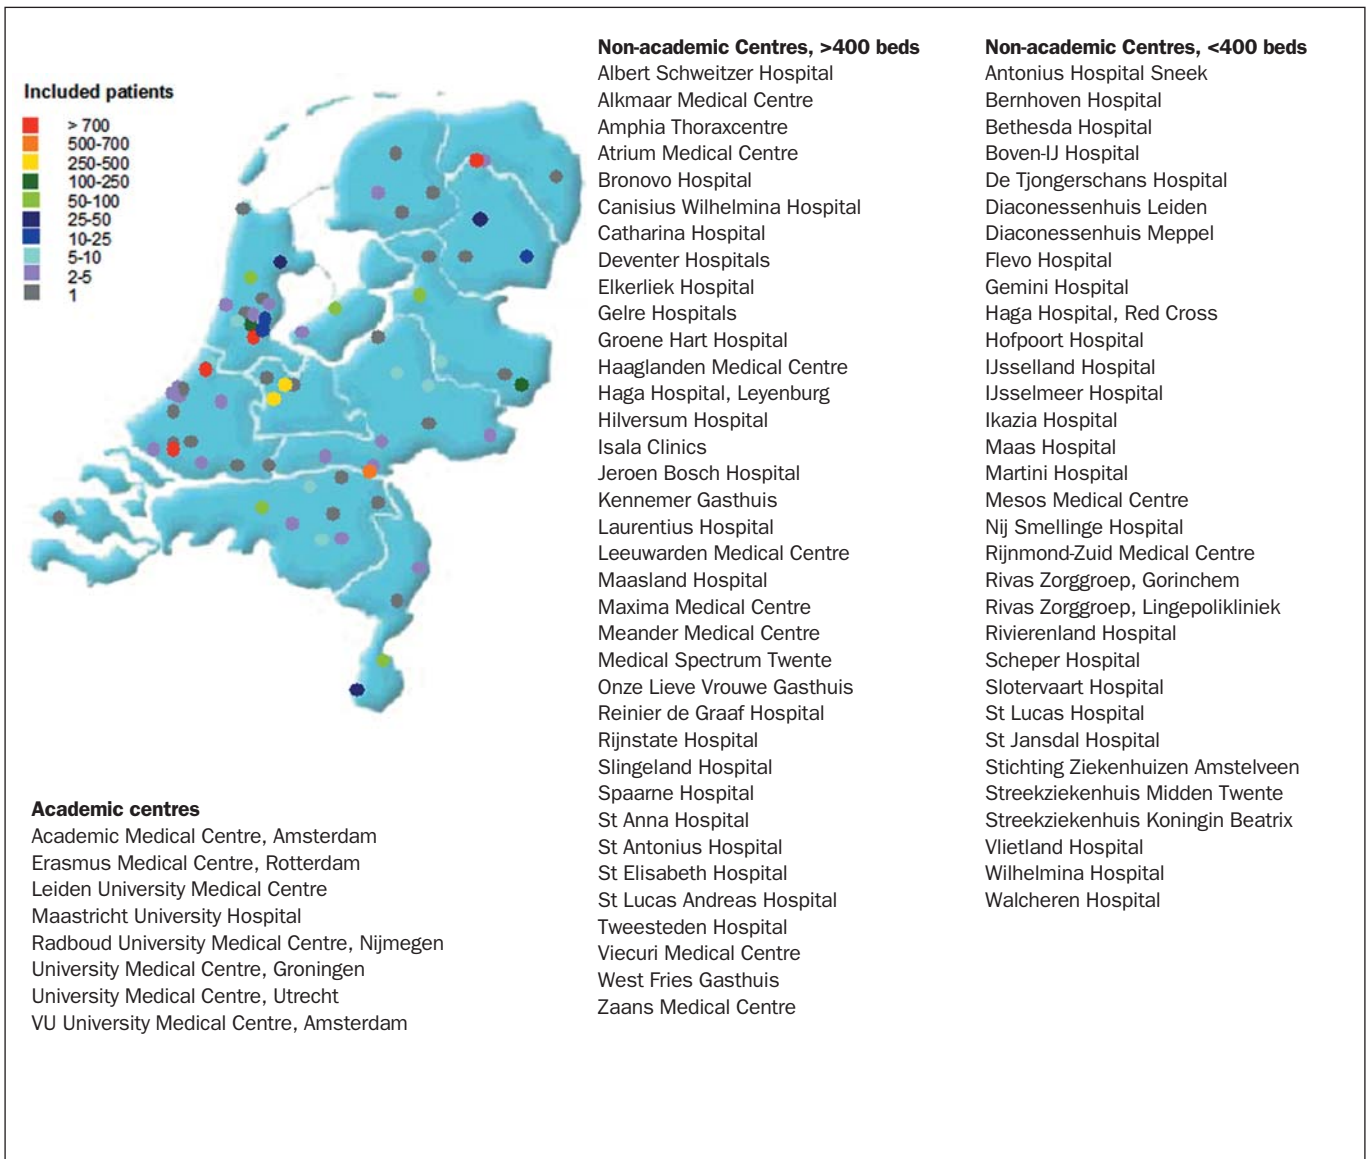 Included patients
> 700
500-700
250-500
100-250
50-100
25-50
10-25
5-10
2-5
1
Academic centres
Academic Medical Centre, Amsterdam
Erasmus Medical Centre, Rotterdam
Leiden University Medical Centre
Maastricht University Hospital
Radboud University Medical Centre, Nijmegen
University Medical Centre, Groningen
University Medical Centre, Utrecht
VU University Medical Centre, Amsterdam
Non-academic Centres, >400 beds
Albert Schweitzer Hospital
Alkmaar Medical Centre
Amphia Thoraxcentre
Atrium Medical Centre
Bronovo Hospital
Canisius Wilhelmina Hospital
Catharina Hospital
Deventer Hospitals
Elkerliek Hospital
Gelre Hospitals
Groene Hart Hospital
Haaglanden Medical Centre
Haga Hospital, Leyenburg
Hilversum Hospital
Isala Clinics
Jeroen Bosch Hospital
Kennemer Gasthuis
Laurentius Hospital
Leeuwarden Medical Centre
Maasland Hospital
Maxima Medical Centre
Meander Medical Centre
Medical Spectrum Twente
Onze Lieve Vrouwe Gasthuis
Reinier de Graaf Hospital
Rijnstate Hospital
Slingeland Hospital
Spaarne Hospital
St Anna Hospital
St Antonius Hospital
St Elisabeth Hospital
St Lucas Andreas Hospital
Tweesteden Hospital
Viecuri Medical Centre
West Fries Gasthuis
Zaans Medical Centre
Non-academic Centres, <400 beds
Antonius Hospital Sneek
Bernhoven Hospital
Bethesda Hospital
Boven-IJ Hospital
De Tjongerschans Hospital
Diaconessenhuis Leiden
Diaconessenhuis Meppel
Flevo Hospital
Gemini Hospital
Haga Hospital, Red Cross
Hofpoort Hospital
IJsselland Hospital
IJsselmeer Hospital
Ikazia Hospital
Maas Hospital
Martini Hospital
Mesos Medical Centre
Nij Smellinge Hospital
Rijnmond-Zuid Medical Centre
Rivas Zorggroep, Gorinchem
Rivas Zorggroep, Lingepolikliniek
Rivierenland Hospital
Scheper Hospital
Slotervaart Hospital
St Lucas Hospital
St Jansdal Hospital
Stichting Ziekenhuizen Amstelveen
Streekziekenhuis Midden Twente
Streekziekenhuis Koningin Beatrix
Vlietland Hospital
Wilhelmina Hospital
Walcheren Hospital